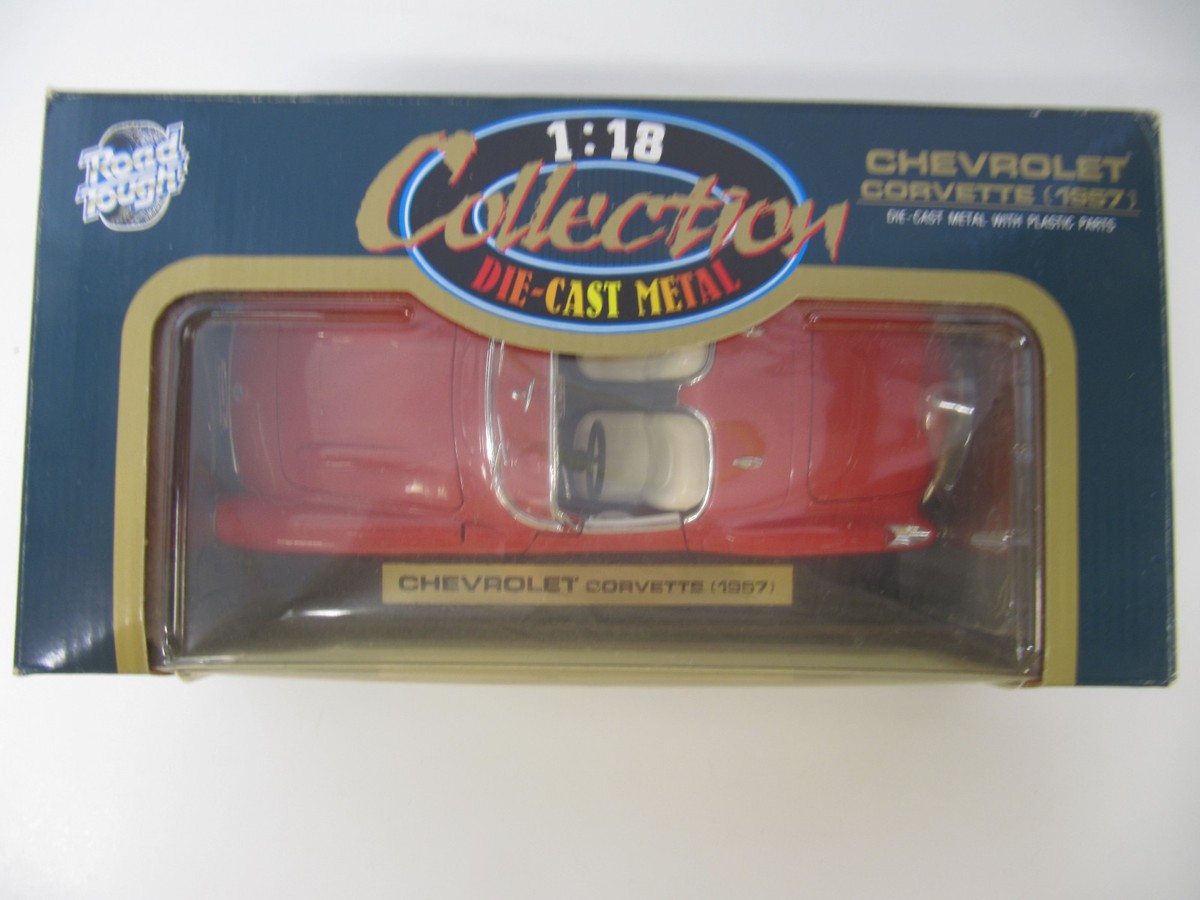 Road
Tough
1:18
Collection
DIE-CAST METAL
CHEVROLET
CORVETTE (1957)
DIE-CAST METAL WITH PLASTIC PARTS
CHEVROLET CORVETTE (1957)